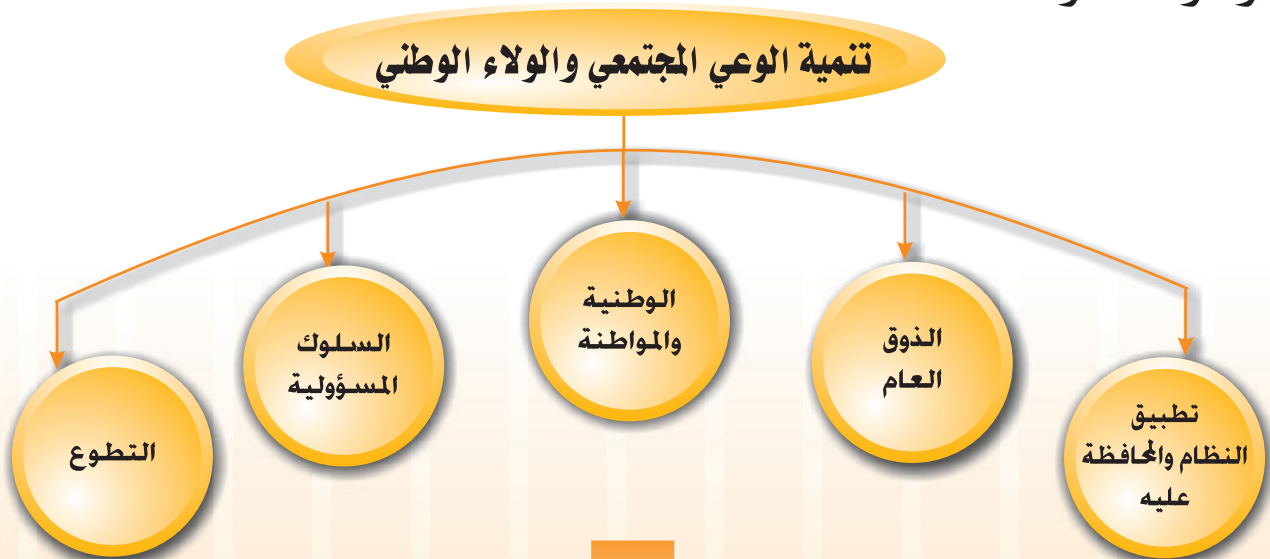 تنمية الوعي المجتمعي والولاء الوطني
تطبيق
النظام والمحافظة
عليه
الذوق
العام
الوطنية
والمواطنة
السلوك
المسؤولية
التطوع